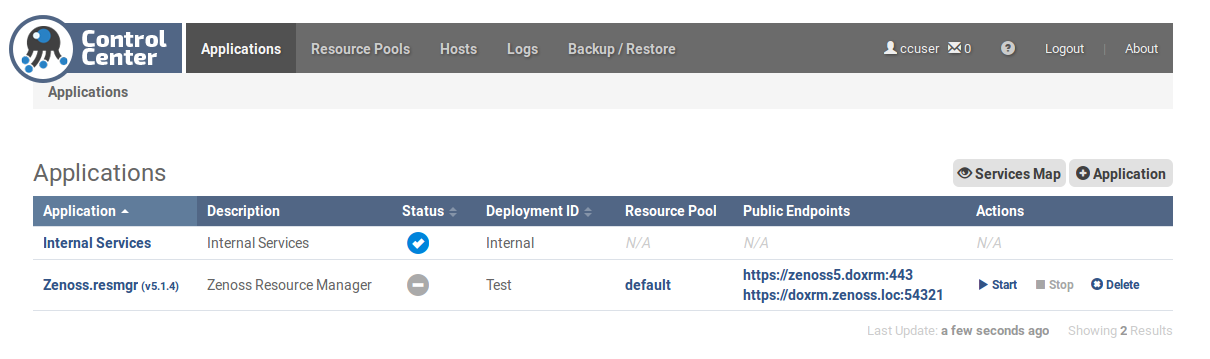 Control Center
Applications Resource Pools Hosts Logs Backup / Restore ccuser 0 ? Logout | About
Applications
Applications Services Map Application
Application Description Status Deployment ID Resource Pool Public Endpoints Actions
Internal Services Internal Services Internal N/A N/A N/A
Zenoss.resmgr (v5.1.4) Zenoss Resource Manager Test default https://zenoss5.doxrm:443 Start Stop Delete
https://doxrm.zenoss.loc:54321
Last Update: a few seconds ago Showing 2 Results